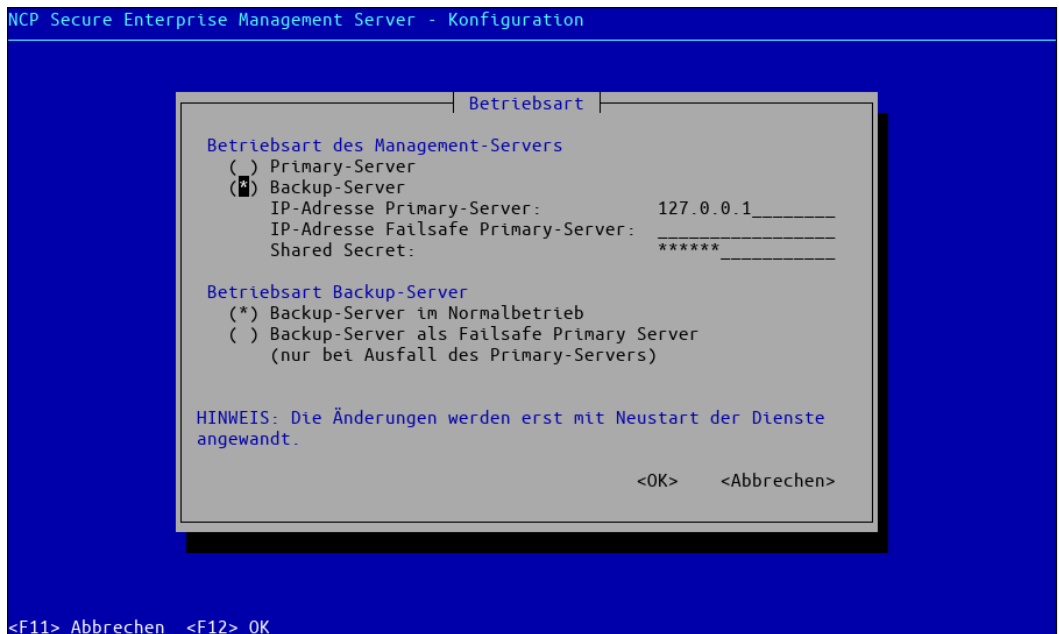 NCP Secure Enterprise Management Server - Konfiguration
Betriebsart
Betriebsart des Management-Servers
( ) Primary-Server
(*) Backup-Server
IP-Adresse Primary-Server: 127.0.0.1________
IP-Adresse Failsafe Primary-Server: _________________
Shared Secret: ******___________
Betriebsart Backup-Server
(*) Backup-Server im Normalbetrieb
( ) Backup-Server als Failsafe Primary Server
(nur bei Ausfall des Primary-Servers)
HINWEIS: Die Änderungen werden erst mit Neustart der Dienste
angewandt.
<OK> <Abbrechen>
<F11> Abbrechen <F12> OK